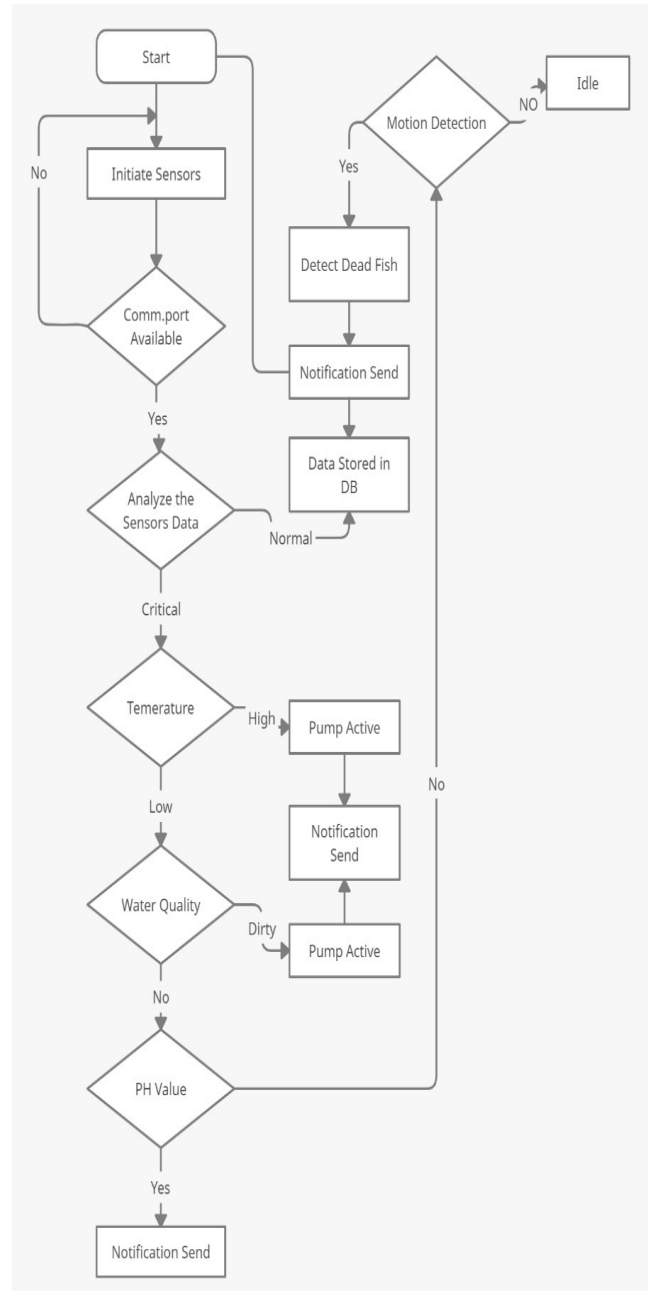 Start
No
Initiate Sensors
Comm.port
Available
Yes
Analyze the
Sensors Data
Normal
Critical
Temerature
High
Pump Active
Low
Notification
Send
Water Quality
Dirty
Pump Active
No
PH Value
Yes
Notification Send
No
Motion Detection
NO
Idle
Yes
Detect Dead Fish
Notification Send
Data Stored in
DB